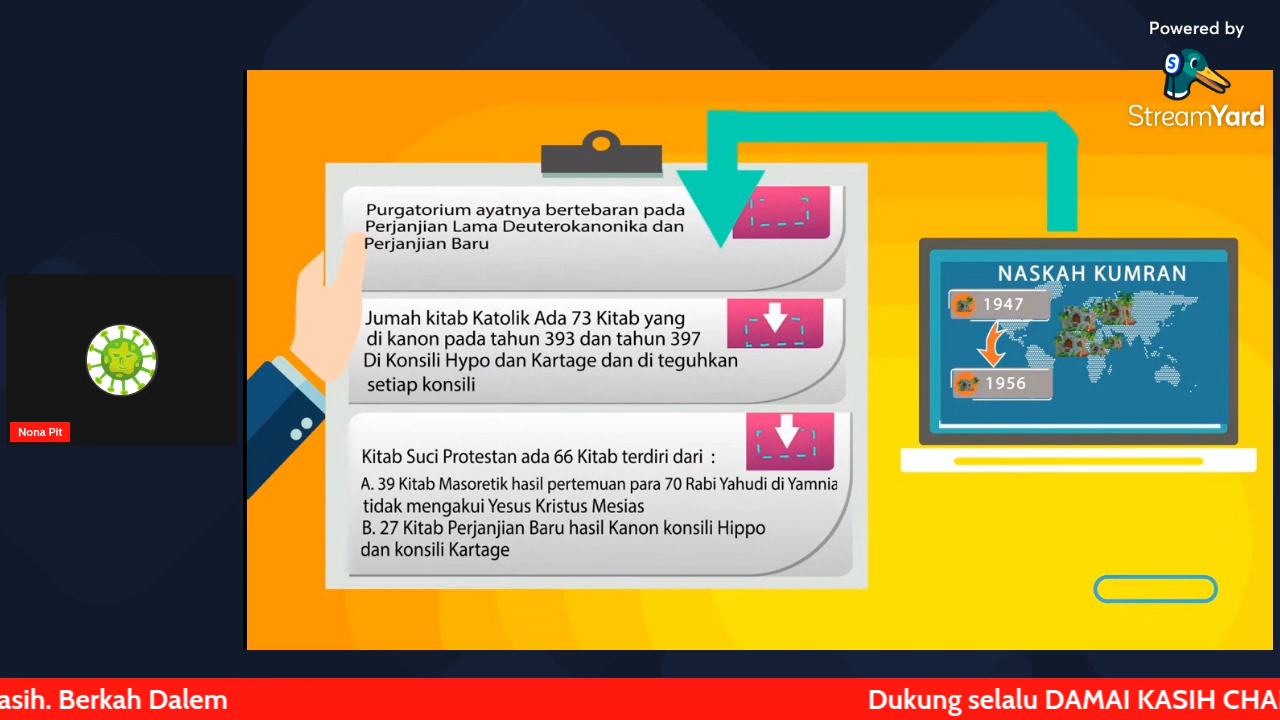 Powered by
StreamYard
Purgatorium ayatnya bertebaran pada
Perjanjian Lama Deuterokanonika dan
Perjanjian Baru
Jumah kitab Katolik Ada 73 Kitab yang
di kanon pada tahun 393 dan tahun 397
Di Konsili Hypo dan Kartage dan di teguhkan
setiap konsili
Kitab Suci Protestan ada 66 Kitab terdiri dari :
A. 39 Kitab Masoretik hasil pertemuan para 70 Rabi Yahudi di Yamnia
tidak mengakui Yesus Kristus Mesias
B. 27 Kitab Perjanjian Baru hasil Kanon konsili Hippo
dan konsili Kartage
NASKAH KUMRAN
1947
1956
Nona Pit
asih. Berkah Dalem
Dukung selalu DAMAI KASIH CHA